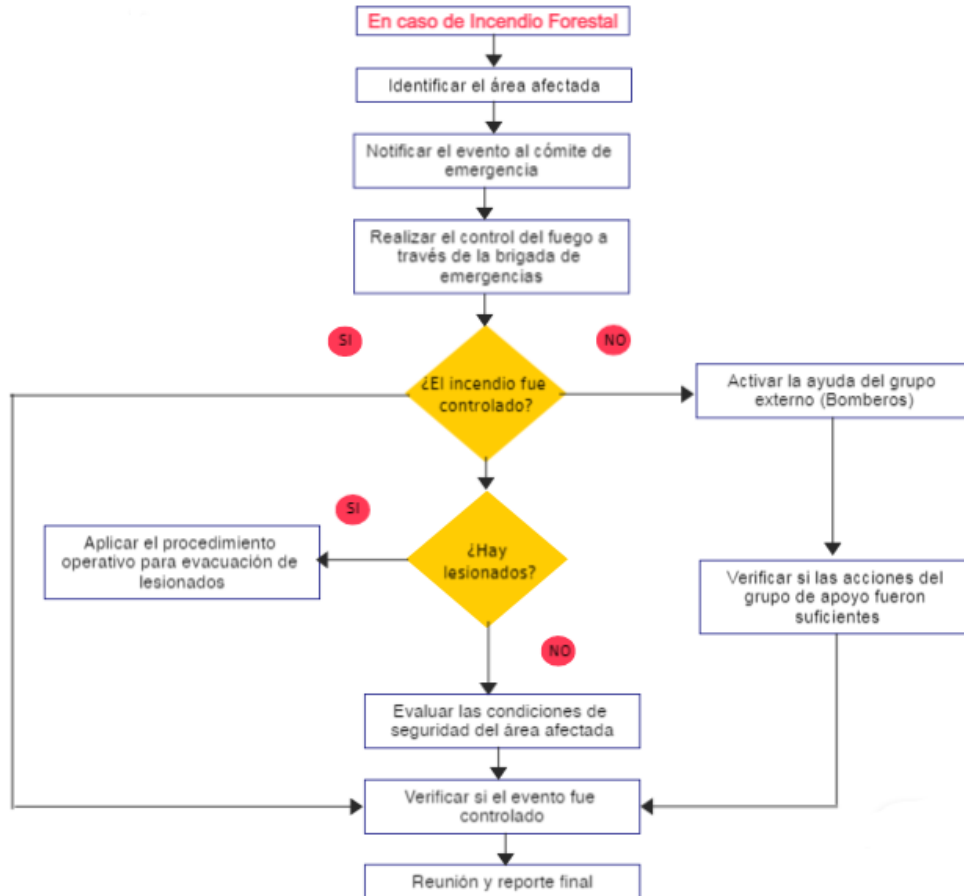 En caso de Incendio Forestal
Identificar el área afectada
Notificar el evento al cómite de
emergencia
Realizar el control del fuego a
través de la brigada de
emergencias
SI
NO
¿El incendio fue
controlado?
Activar la ayuda del grupo
externo (Bomberos)
SI
Aplicar el procedimiento
operativo para evacuación de
lesionados
¿Hay
lesionados?
Verificar si las acciones del
grupo de apoyo fueron
suficientes
NO
Evaluar las condiciones de
seguridad del área afectada
Verificar si el evento fue
controlado
Reunión y reporte final